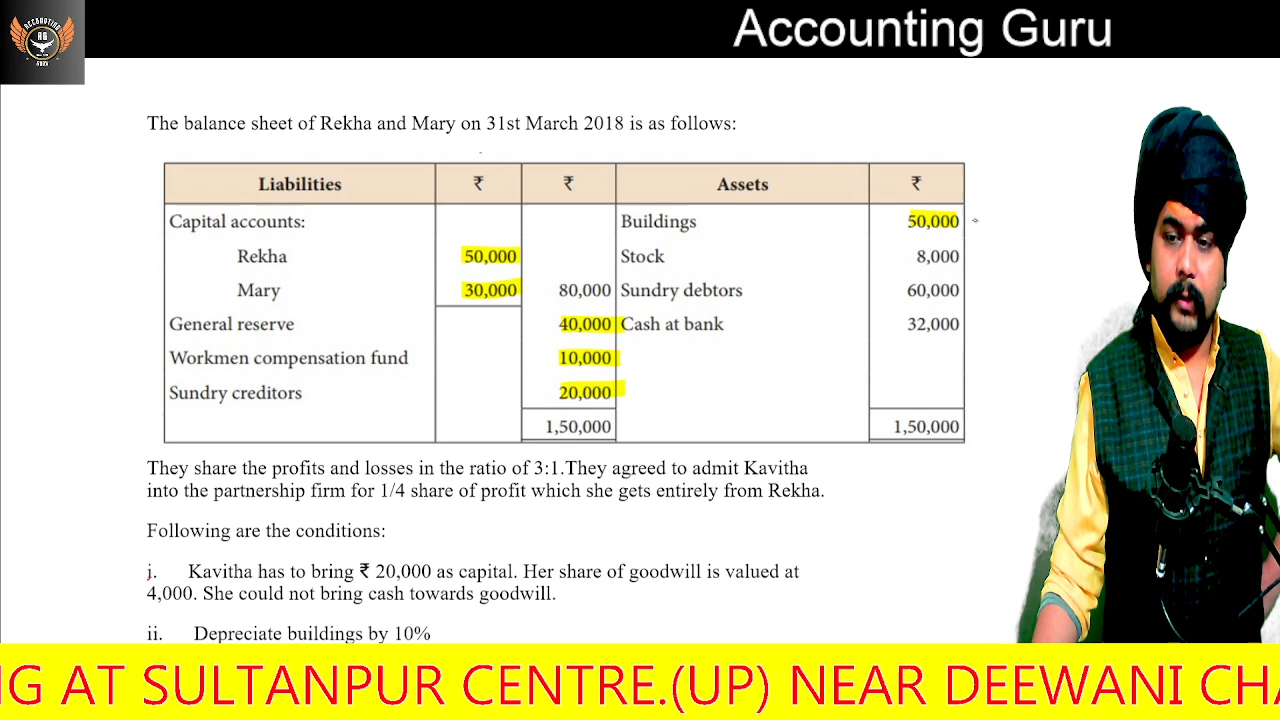 ACCOUNTING
AG
GURU
Accounting Guru
The balance sheet of Rekha and Mary on 31st March 2018 is as follows:
Liabilities ₹ ₹ Assets ₹
Capital accounts: Buildings 50,000
Rekha 50,000 Stock 8,000
Mary 30,000 80,000 Sundry debtors 60,000
General reserve 40,000 Cash at bank 32,000
Workmen compensation fund 10,000
Sundry creditors 20,000
1,50,000 1,50,000
They share the profits and losses in the ratio of 3:1.They agreed to admit Kavitha
into the partnership firm for 1/4 share of profit which she gets entirely from Rekha.
Following are the conditions:
i. Kavitha has to bring ₹ 20,000 as capital. Her share of goodwill is valued at
4,000. She could not bring cash towards goodwill.
ii. Depreciate buildings by 10%
G AT SULTANPUR CENTRE.(UP) NEAR DEEWANI CHA